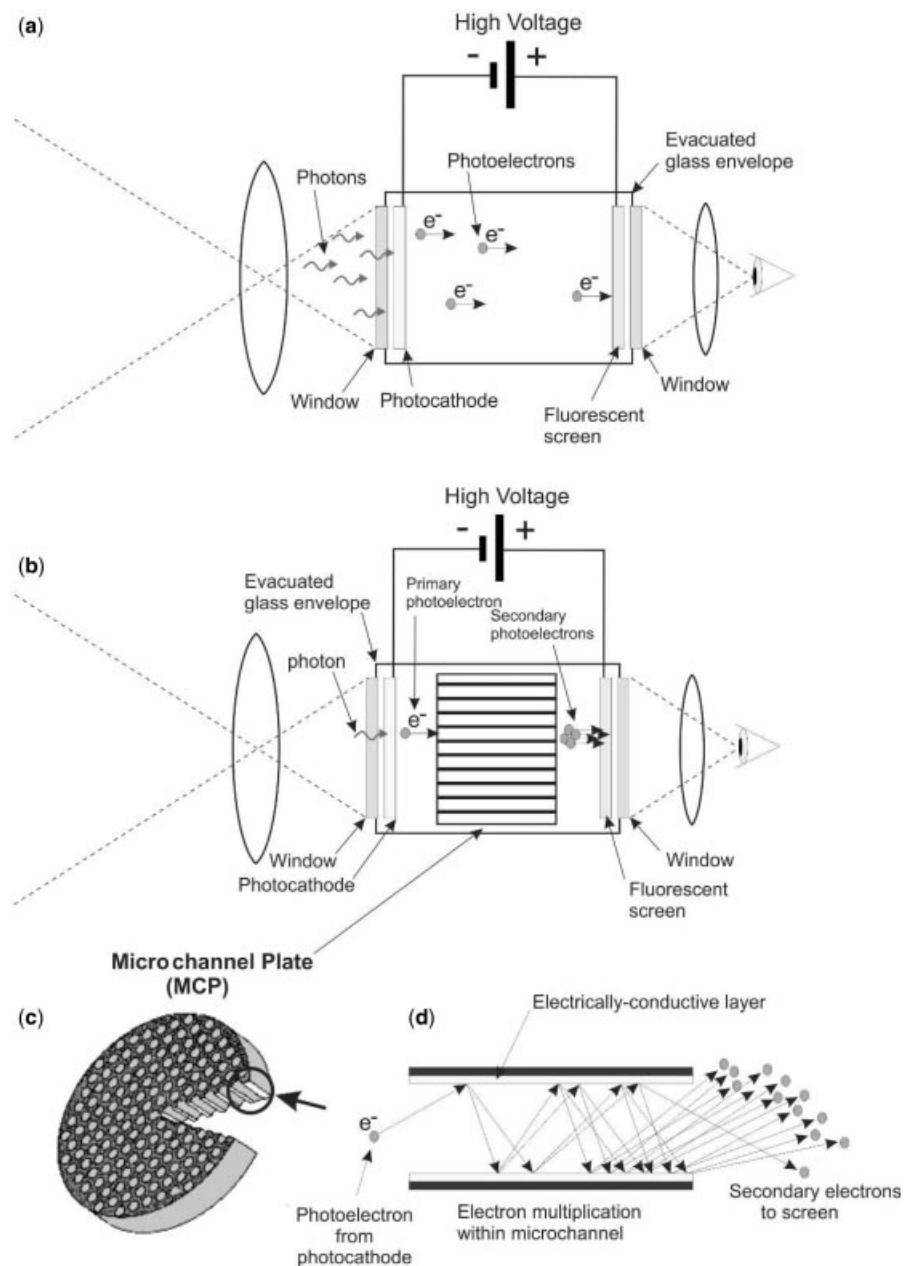 (a)
High Voltage
- +
Evacuated
glass envelope
Photoelectrons
Photons
e-
e-
e-
e-
Window
Photocathode
Fluorescent
screen
Window
High Voltage
- +
(b)
Evacuated
glass envelope
Primary
photoelectron
Secondary
photoelectrons
photon
e-
Window
Photocathode
Window
Fluorescent
screen
Micro channel Plate
(MCP)
(c)
(d)
Electrically-conductive layer
e-
Photoelectron
from
photocathode
Electron multiplication
within microchannel
Secondary electrons
to screen